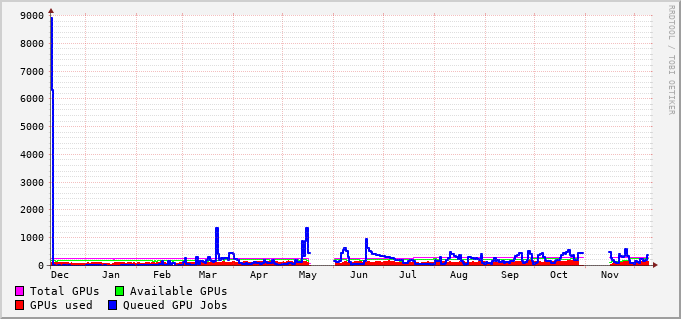 9000
8000
7000
6000
5000
4000
3000
2000
1000
0
Dec Jan Feb Mar Apr May Jun Jul Aug Sep Oct Nov
Total GPUs Available GPUs
GPUs used Queued GPU Jobs
RRDTOOL / TOBI OETIKER